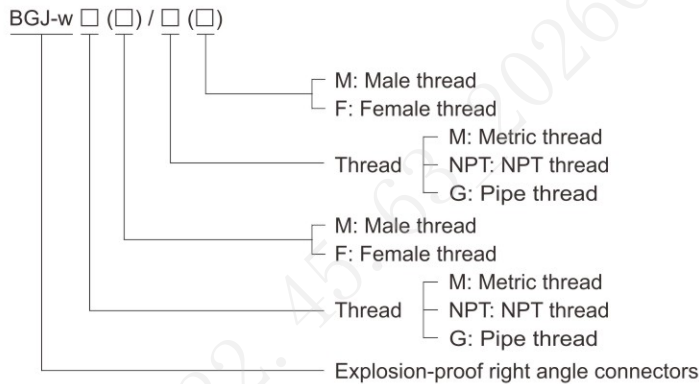 BGJ-w □ (□) / □ (□)
M: Male thread
F: Female thread
M: Metric thread
Thread NPT: NPT thread
G: Pipe thread
M: Male thread
F: Female thread
M: Metric thread
Thread NPT: NPT thread
G: Pipe thread
Explosion-proof right angle connectors